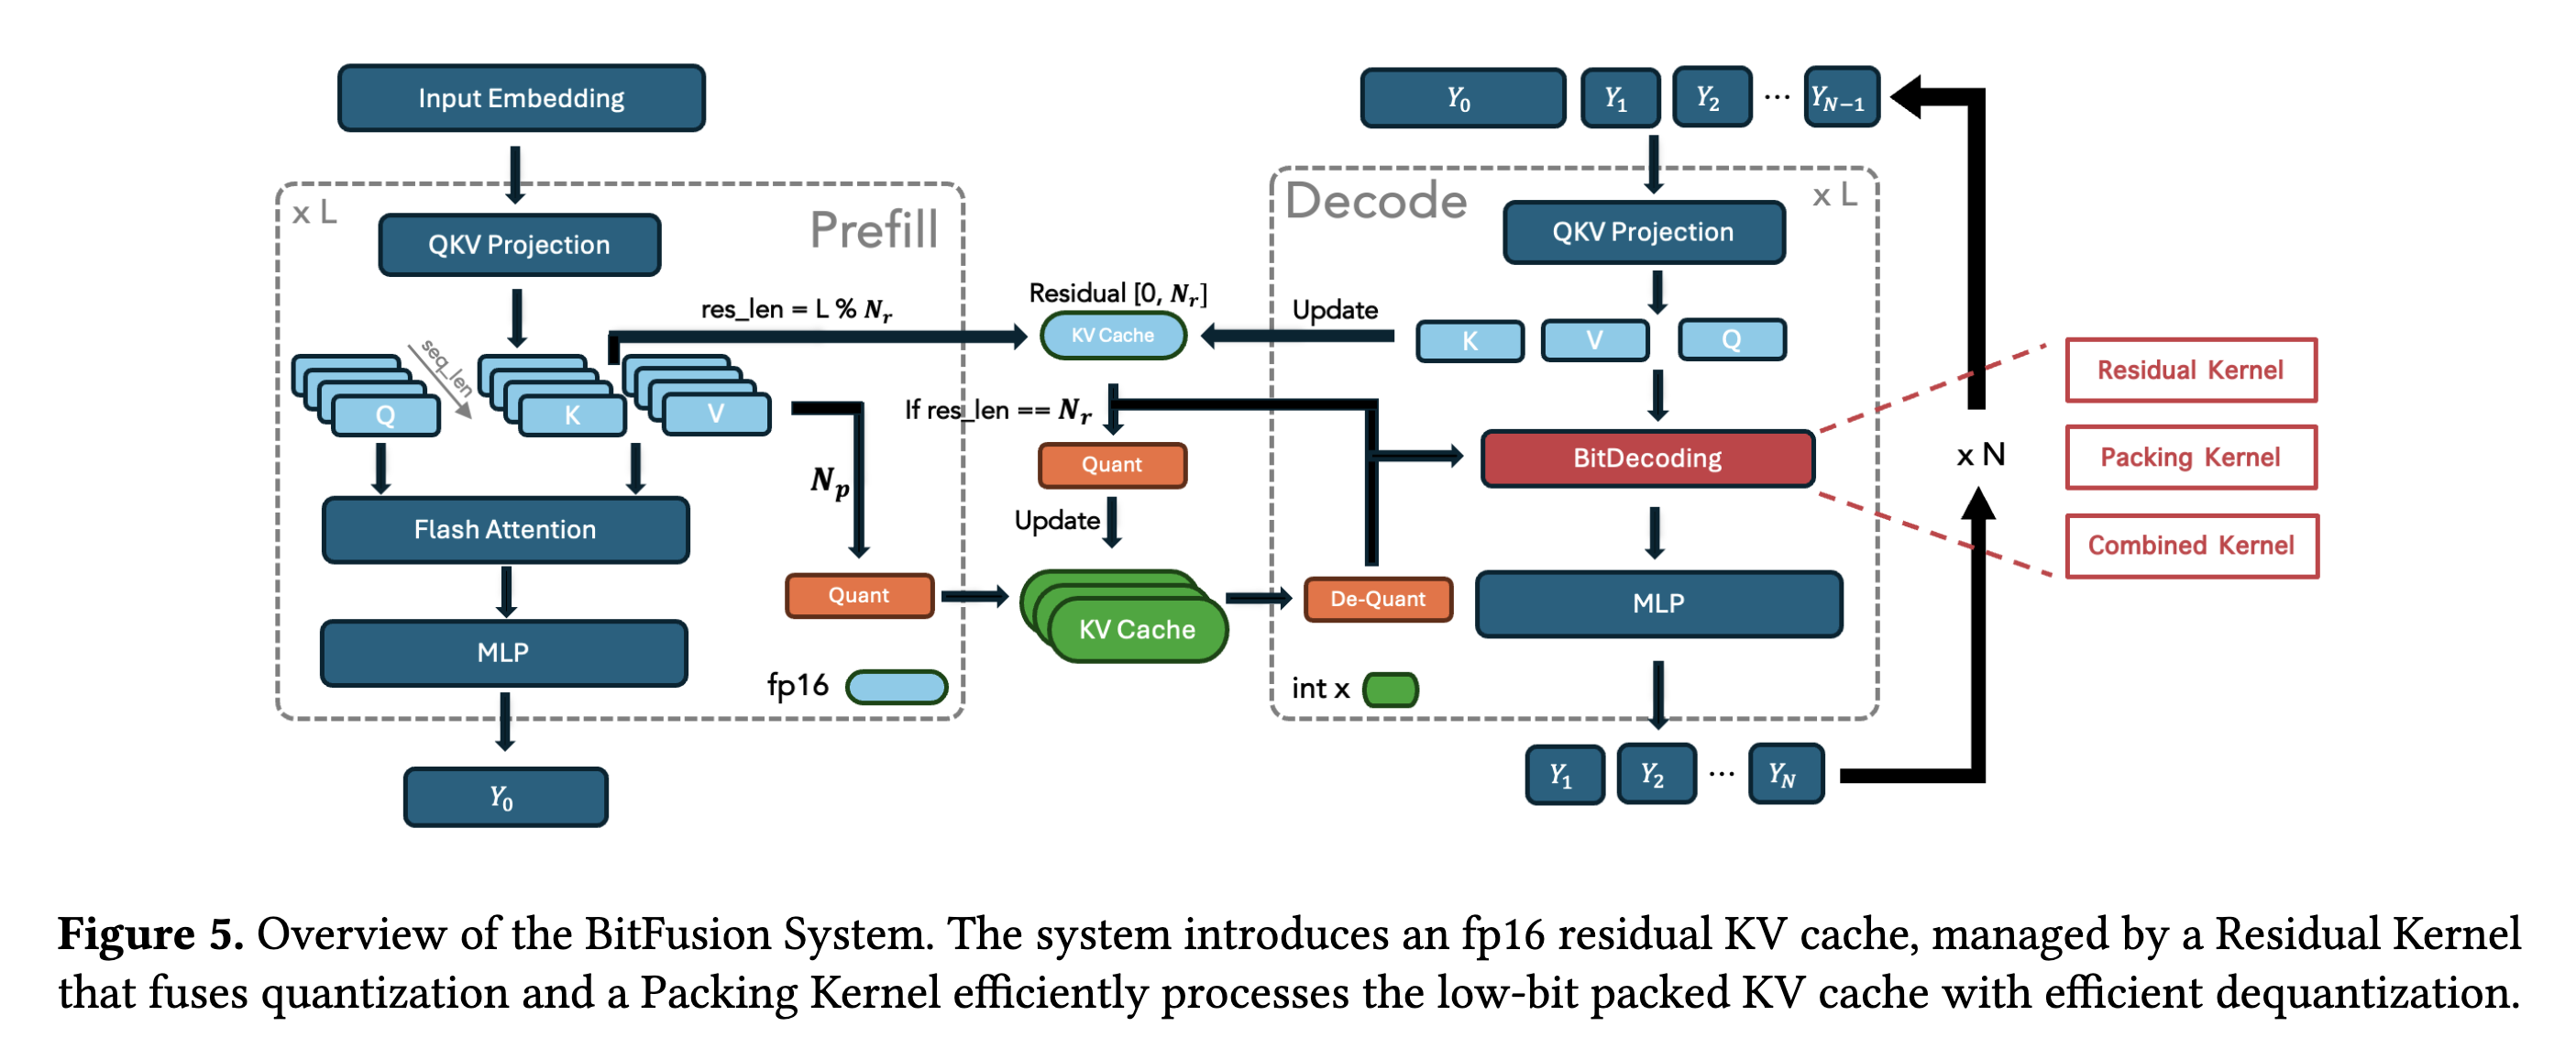 Input Embedding
x L
Prefill
QKV Projection
res_len = L % N_r
seq_len
Q
K
V
N_p
Flash Attention
MLP
Quant
fp16
Y_0
Residual [0, N_r]
KV Cache
Update
If res_len == N_r
Quant
Update
KV Cache
Y_0 Y_1 Y_2 ... Y_{N-1}
Decode
x L
QKV Projection
K
V
Q
BitDecoding
De-Quant
MLP
int x
Y_1 Y_2 ... Y_N
x N
Residual Kernel
Packing Kernel
Combined Kernel
Figure 5. Overview of the BitFusion System. The system introduces an fp16 residual KV cache, managed by a Residual Kernel
that fuses quantization and a Packing Kernel efficiently processes the low-bit packed KV cache with efficient dequantization.